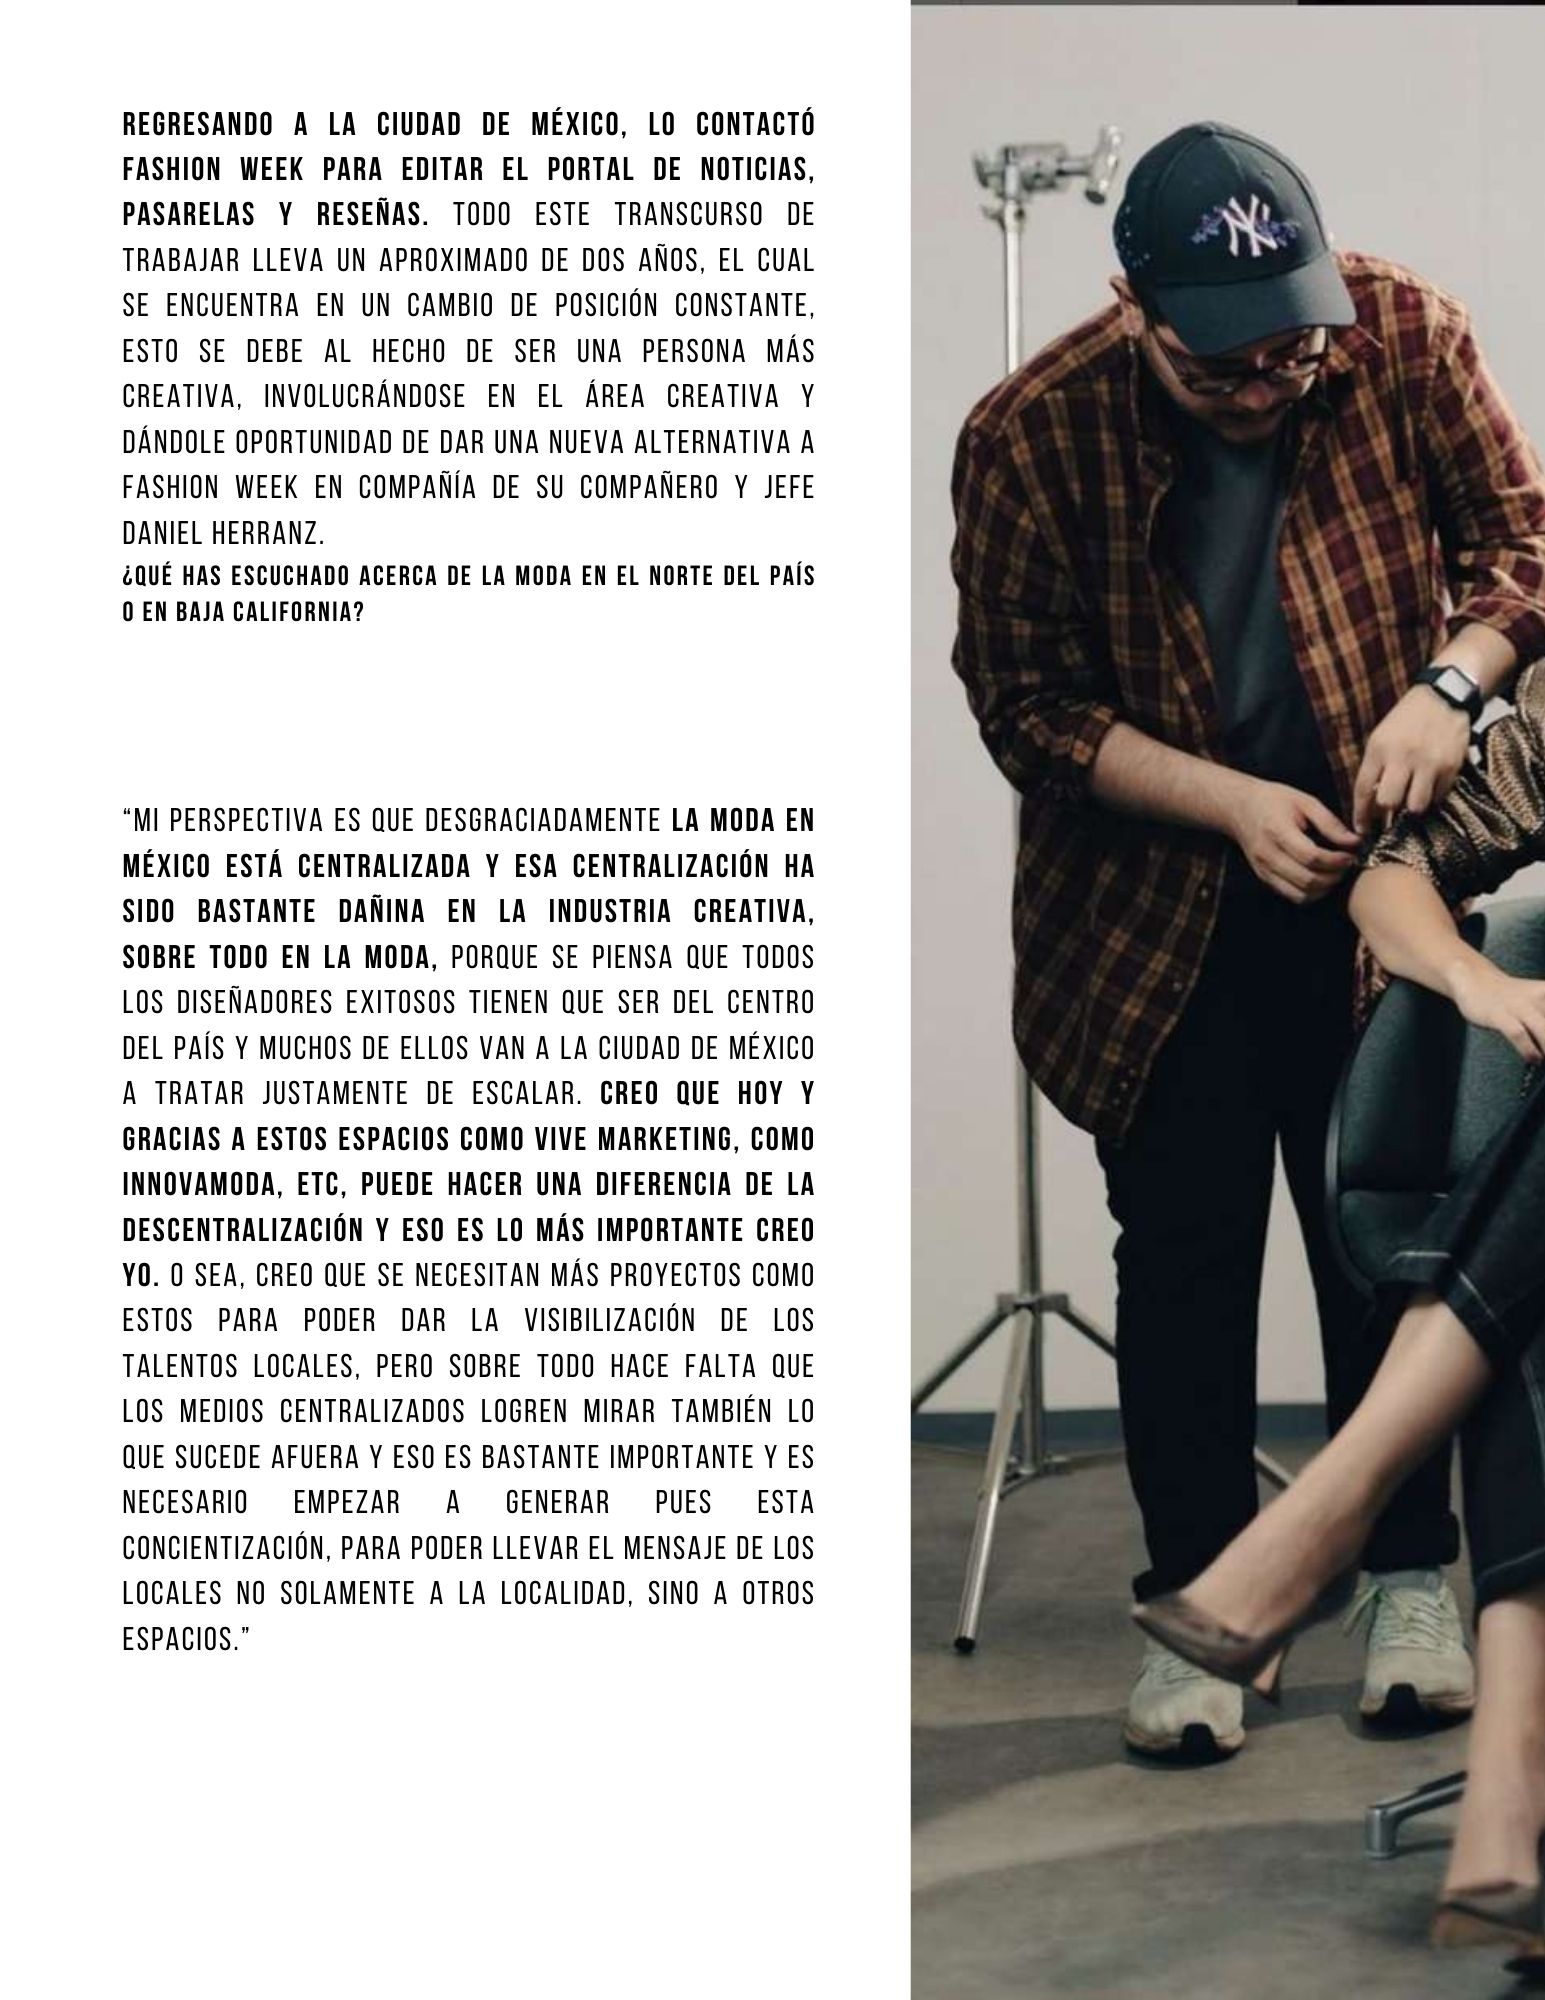 REGRESANDO A LA CIUDAD DE MÉXICO, LO CONTACTÓ
FASHION WEEK PARA EDITAR EL PORTAL DE NOTICIAS,
PASARELAS Y RESEÑAS. TODO ESTE TRANSCURSO DE
TRABAJAR LLEVA UN APROXIMADO DE DOS AÑOS, EL CUAL
SE ENCUENTRA EN UN CAMBIO DE POSICIÓN CONSTANTE,
ESTO SE DEBE AL HECHO DE SER UNA PERSONA MÁS
CREATIVA, INVOLUCRÁNDOSE EN EL ÁREA CREATIVA Y
DÁNDOLE OPORTUNIDAD DE DAR UNA NUEVA ALTERNATIVA A
FASHION WEEK EN COMPAÑÍA DE SU COMPAÑERO Y JEFE
DANIEL HERRANZ.
¿QUÉ HAS ESCUCHADO ACERCA DE LA MODA EN EL NORTE DEL PAÍS
O EN BAJA CALIFORNIA?
“MI PERSPECTIVA ES QUE DESGRACIADAMENTE LA MODA EN
MÉXICO ESTÁ CENTRALIZADA Y ESA CENTRALIZACIÓN HA
SIDO BASTANTE DAÑINA EN LA INDUSTRIA CREATIVA,
SOBRE TODO EN LA MODA, PORQUE SE PIENSA QUE TODOS
LOS DISEÑADORES EXITOSOS TIENEN QUE SER DEL CENTRO
DEL PAÍS Y MUCHOS DE ELLOS VAN A LA CIUDAD DE MÉXICO
A TRATAR JUSTAMENTE DE ESCALAR. CREO QUE HOY Y
GRACIAS A ESTOS ESPACIOS COMO VIVE MARKETING, COMO
INNOVAMODA, ETC, PUEDE HACER UNA DIFERENCIA DE LA
DESCENTRALIZACIÓN Y ESO ES LO MÁS IMPORTANTE CREO
YO. O SEA, CREO QUE SE NECESITAN MÁS PROYECTOS COMO
ESTOS PARA PODER DAR LA VISIBILIZACIÓN DE LOS
TALENTOS LOCALES, PERO SOBRE TODO HACE FALTA QUE
LOS MEDIOS CENTRALIZADOS LOGREN MIRAR TAMBIÉN LO
QUE SUCEDE AFUERA Y ESO ES BASTANTE IMPORTANTE Y ES
NECESARIO EMPEZAR A GENERAR PUES ESTA
CONCIENTIZACIÓN, PARA PODER LLEVAR EL MENSAJE DE LOS
LOCALES NO SOLAMENTE A LA LOCALIDAD, SINO A OTROS
ESPACIOS.”
NY